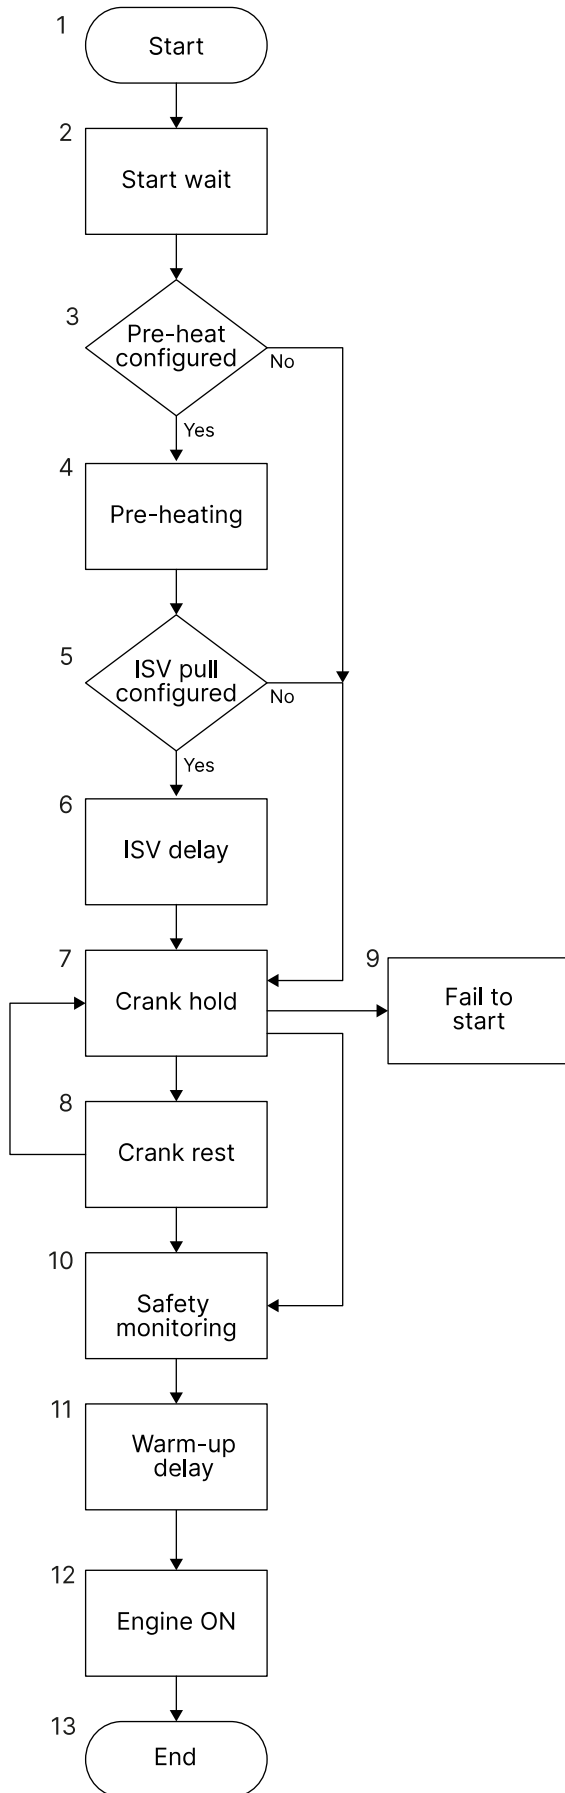 1
Start
2
Start wait
3
Pre-heat
configured
No
Yes
4
Pre-heating
5
ISV pull
configured
No
Yes
6
ISV delay
7
Crank hold
9
Fail to
start
8
Crank rest
10
Safety
monitoring
11
Warm-up
delay
12
Engine ON
13
End